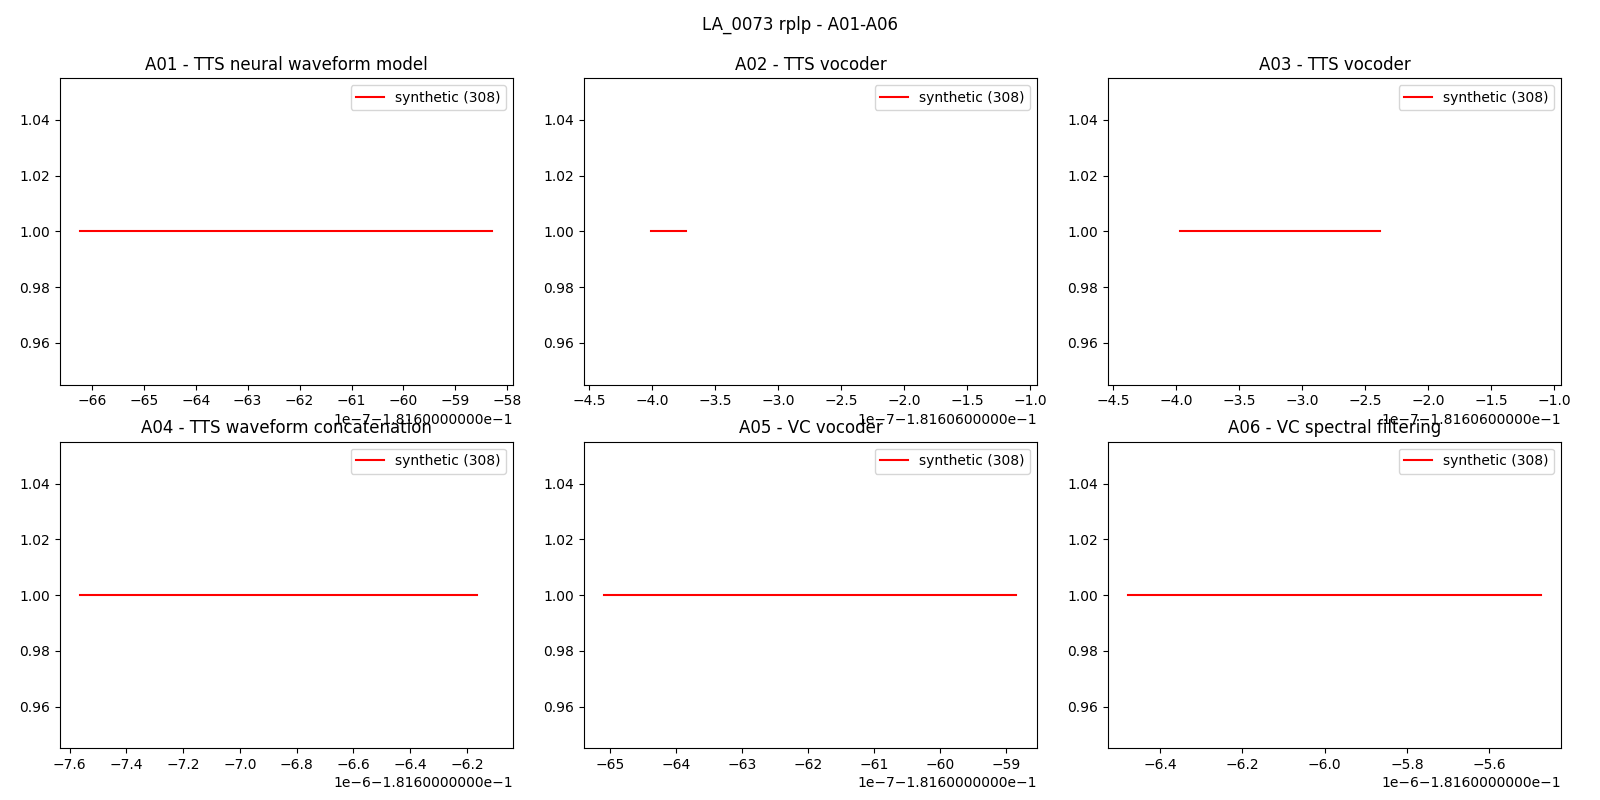 LA_0073 rplp - A01-A06
A01 - TTS neural waveform model
A02 - TTS vocoder
A03 - TTS vocoder
synthetic (308)
synthetic (308)
synthetic (308)
1.04
1.02
1.00
0.98
0.96
1.04
1.02
1.00
0.98
0.96
1.04
1.02
1.00
0.98
0.96
−66 −65 −64 −63 −62 −61 −60 −59 −58
1e−7−1.8160000000e−1
−4.5 −4.0 −3.5 −3.0 −2.5 −2.0 −1.5 −1.0
1e−7−1.8160600000e−1
−4.5 −4.0 −3.5 −3.0 −2.5 −2.0 −1.5 −1.0
1e−7−1.8160600000e−1
A04 - TTS waveform concatenation
A05 - VC vocoder
A06 - VC spectral filtering
synthetic (308)
synthetic (308)
synthetic (308)
1.04
1.02
1.00
0.98
0.96
1.04
1.02
1.00
0.98
0.96
1.04
1.02
1.00
0.98
0.96
−7.6 −7.4 −7.2 −7.0 −6.8 −6.6 −6.4 −6.2
1e−6−1.8160000000e−1
−65 −64 −63 −62 −61 −60 −59
1e−7−1.8160000000e−1
−6.4 −6.2 −6.0 −5.8 −5.6
1e−6−1.8160000000e−1